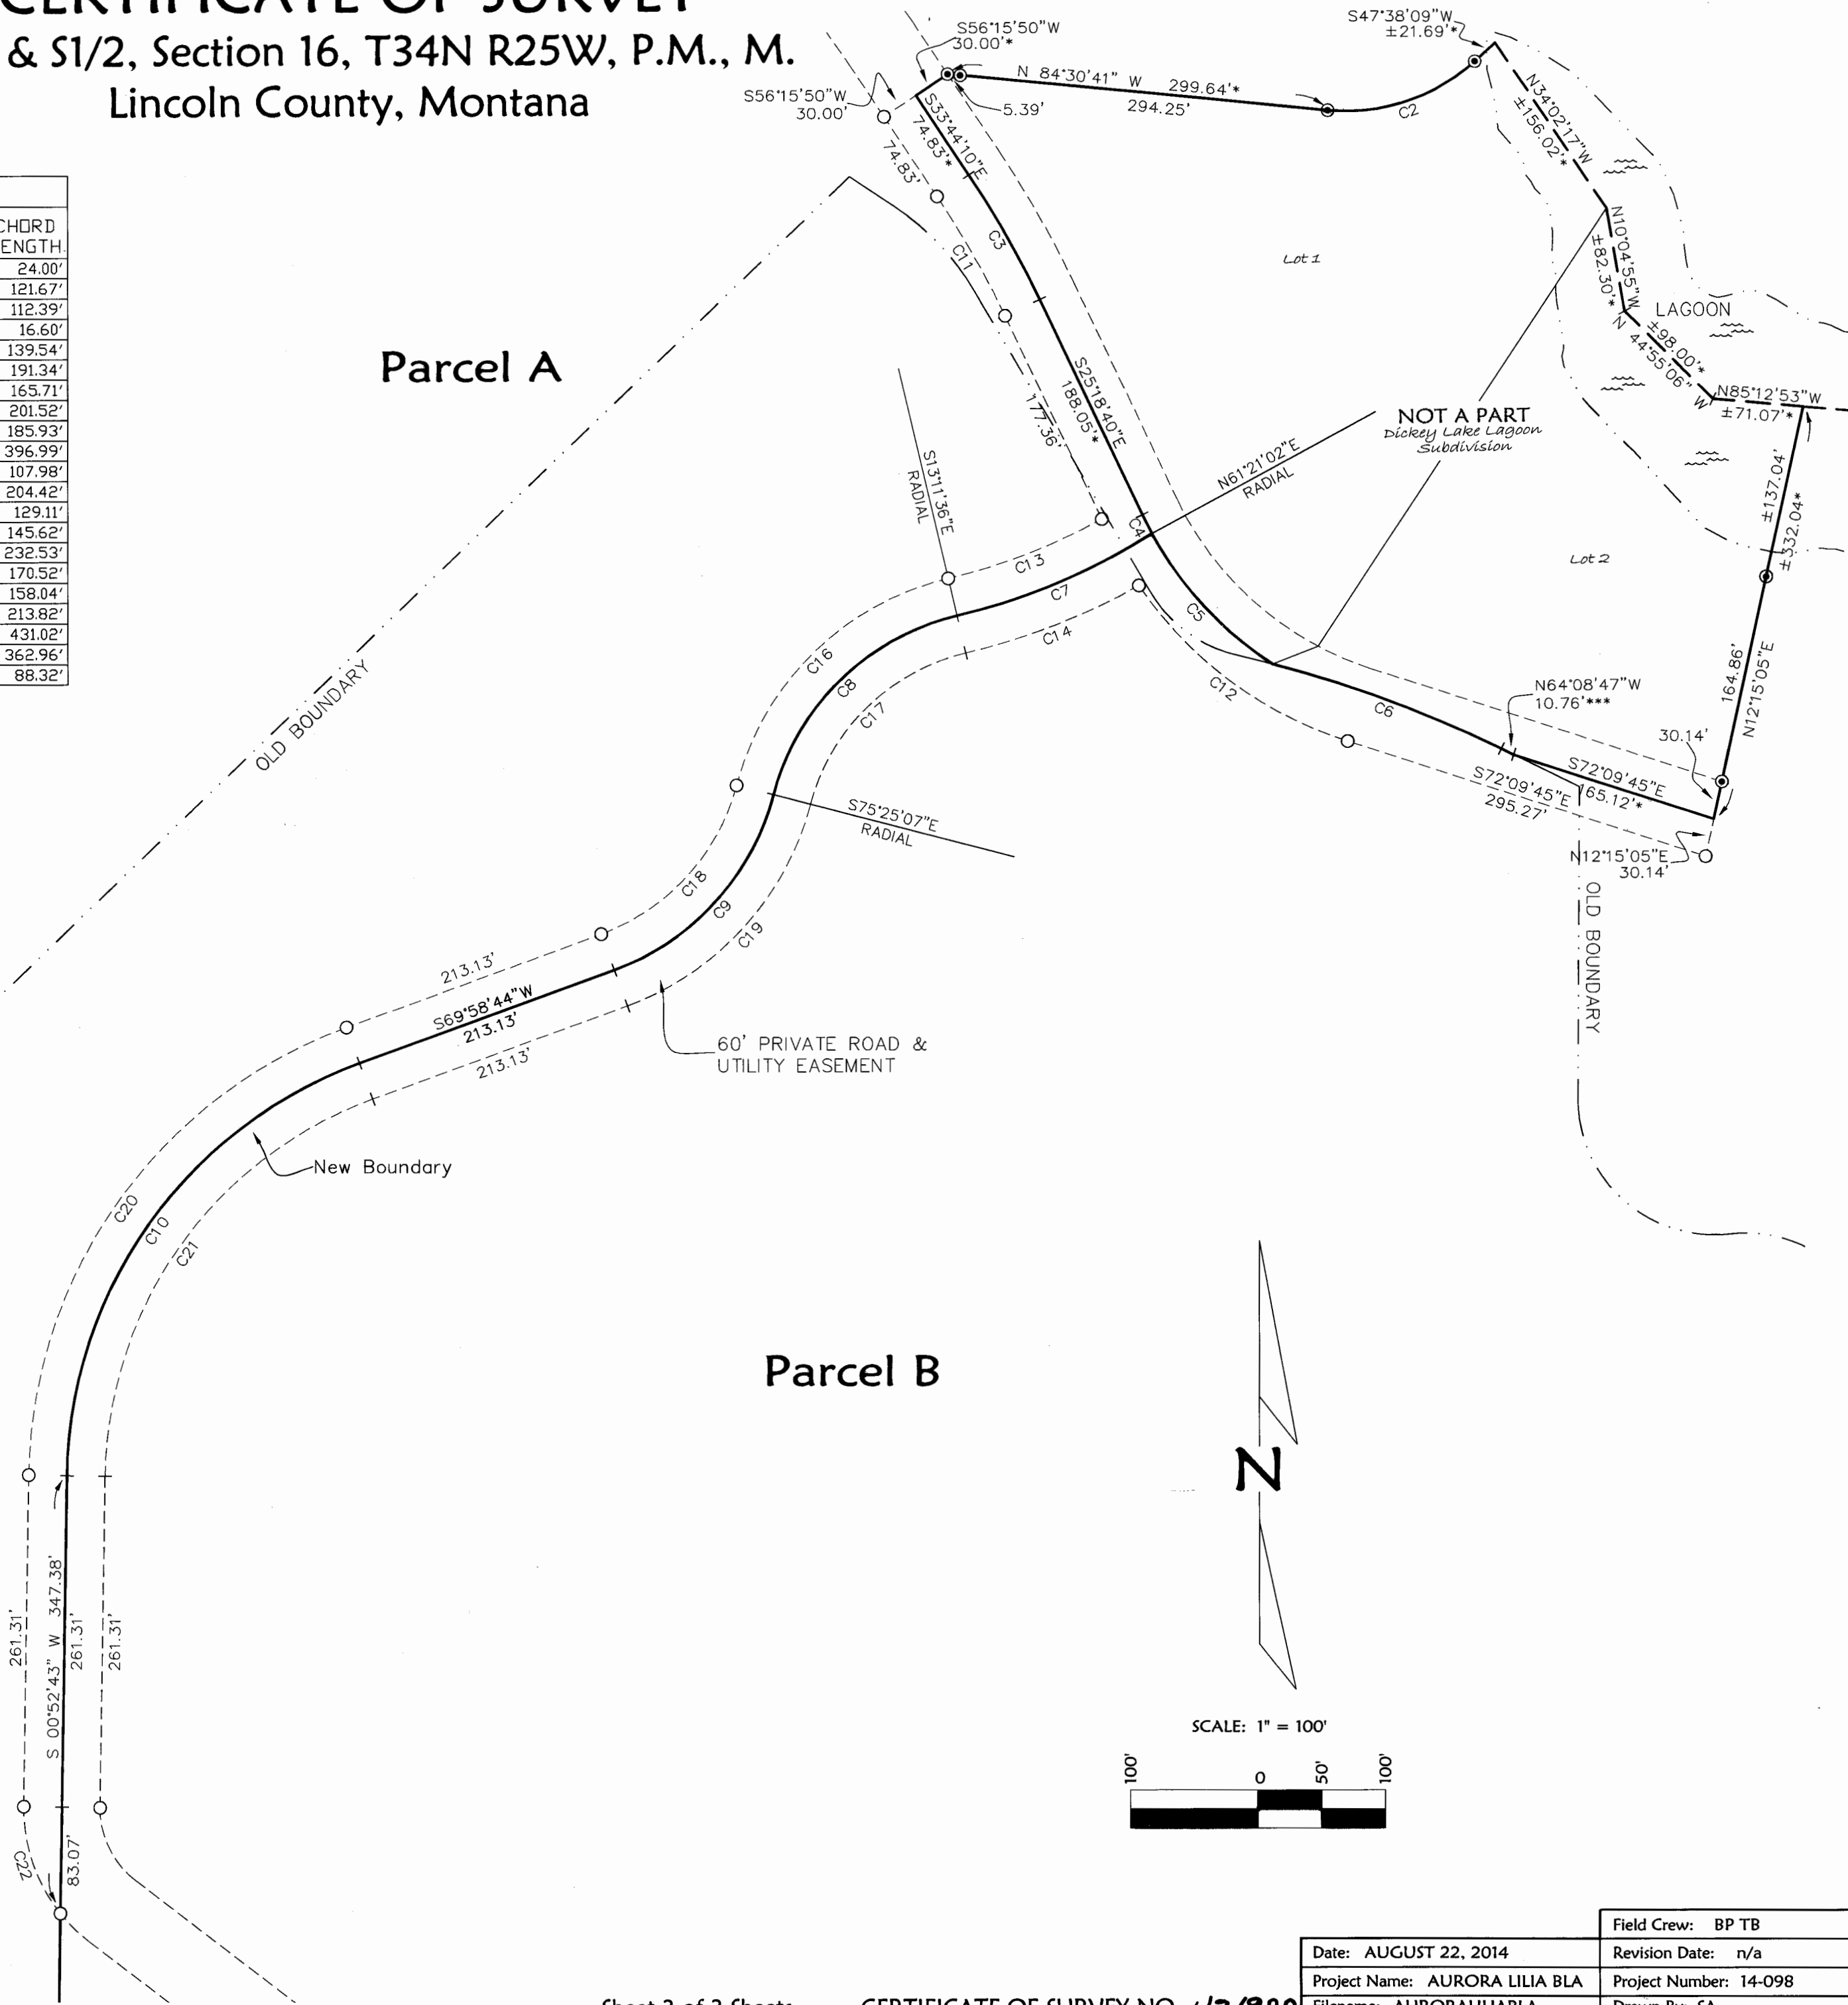 CERTIFICATE OF SURVEY
& S1/2, Section 16, T34N R25W, P.M., M.
Lincoln County, Montana
CHORD
LENGTH
24.00'
121.67'
112.39'
16.60'
139.54'
191.34'
165.71'
201.52'
185.93'
396.99'
107.98'
204.42'
129.11'
145.62'
232.53'
170.52'
158.04'
213.82'
431.02'
362.96'
88.32'
S56°15'50"W
30.00'*
S56°15'50"W
30.00'
5.39'
N 84°30'41" W 299.64'*
294.25'
C2
S47°38'09"W
±21.69'*
N34°02'17"W
±156.02'*
N10°04'55"W
±82.30'*
LAGOON
±98.00'*
N 44°55'06" W
N85°12'53"W
±71.07'*
S33°44'10"E
74.83'*
74.83'
C3
C11
Lot 1
Parcel A
S25°18'40"E
188.05'*
177.36'
NOT A PART
Dickey Lake Lagoon
Subdivision
N61°21'02"E
RADIAL
S13°11'36"E
RADIAL
±137.04'
±332.04'*
Lot 2
C4
C13
C7
C5
C14
C16
C8
C17
C12
C6
N64°08'47"W
10.76'***
164.86'
N12°15'05"E
30.14'
S72°09'45"E
165.12'*
S72°09'45"E
295.27'
N12°15'05"E
30.14'
OLD BOUNDARY
S75°25'07"E
RADIAL
C18
C9
C19
OLD BOUNDARY
213.13'
S69°58'44"W
213.13'
213.13'
60' PRIVATE ROAD &
UTILITY EASEMENT
New Boundary
C20
C10
C21
Parcel B
N
261.31'
S 00°52'43" W 347.38'
261.31'
261.31'
SCALE: 1" = 100'
100' 0 50' 100'
C22
83.07'
Field Crew: BP TB
Date: AUGUST 22, 2014
Revision Date: n/a
Project Name: AURORA LILIA BLA
Project Number: 14-098
CERTIFICATE OF SURVEY NO.